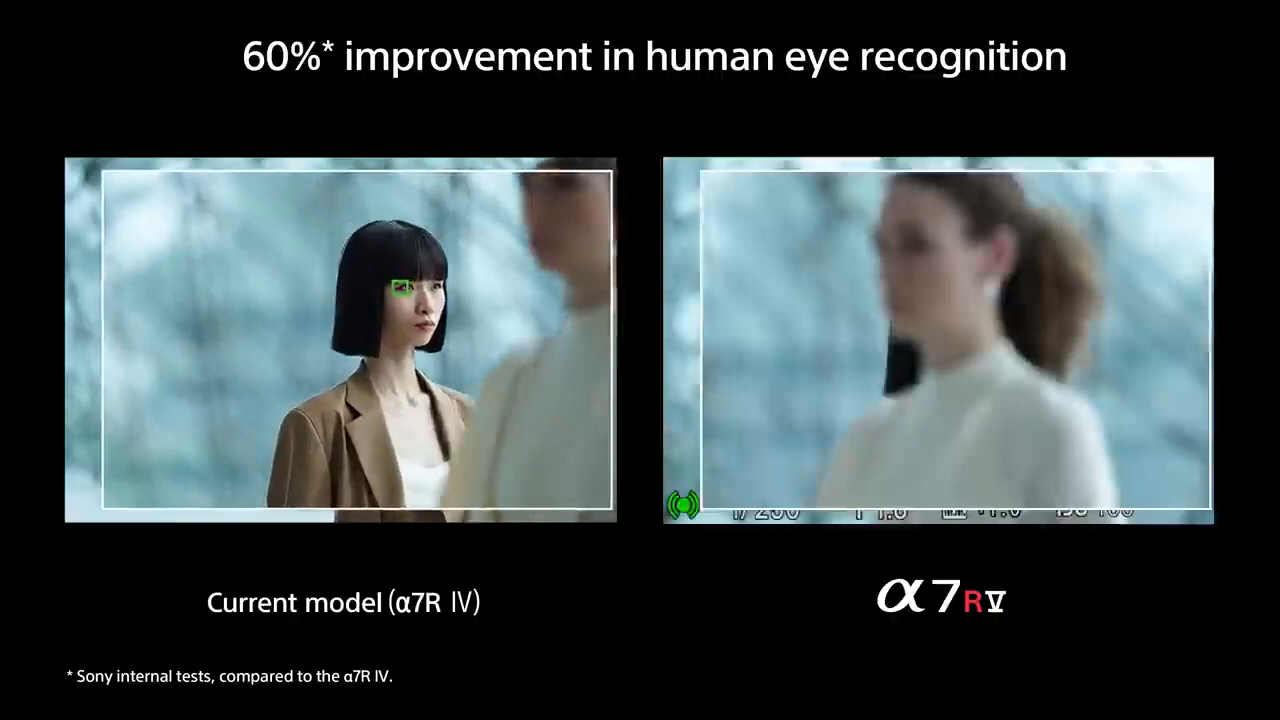 60%* improvement in human eye recognition
Current model (α7R IV)
α7RV
* Sony internal tests, compared to the α7R IV.